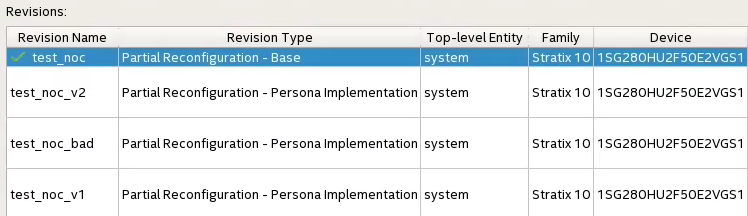 Revisions:
Revision Name Revision Type Top-level Entity Family Device
test_noc Partial Reconfiguration - Base system Stratix 10 1SG280HU2F50E2VGS1
test_noc_v2 Partial Reconfiguration - Persona Implementation system Stratix 10 1SG280HU2F50E2VGS1
test_noc_bad Partial Reconfiguration - Persona Implementation system Stratix 10 1SG280HU2F50E2VGS1
test_noc_v1 Partial Reconfiguration - Persona Implementation system Stratix 10 1SG280HU2F50E2VGS1